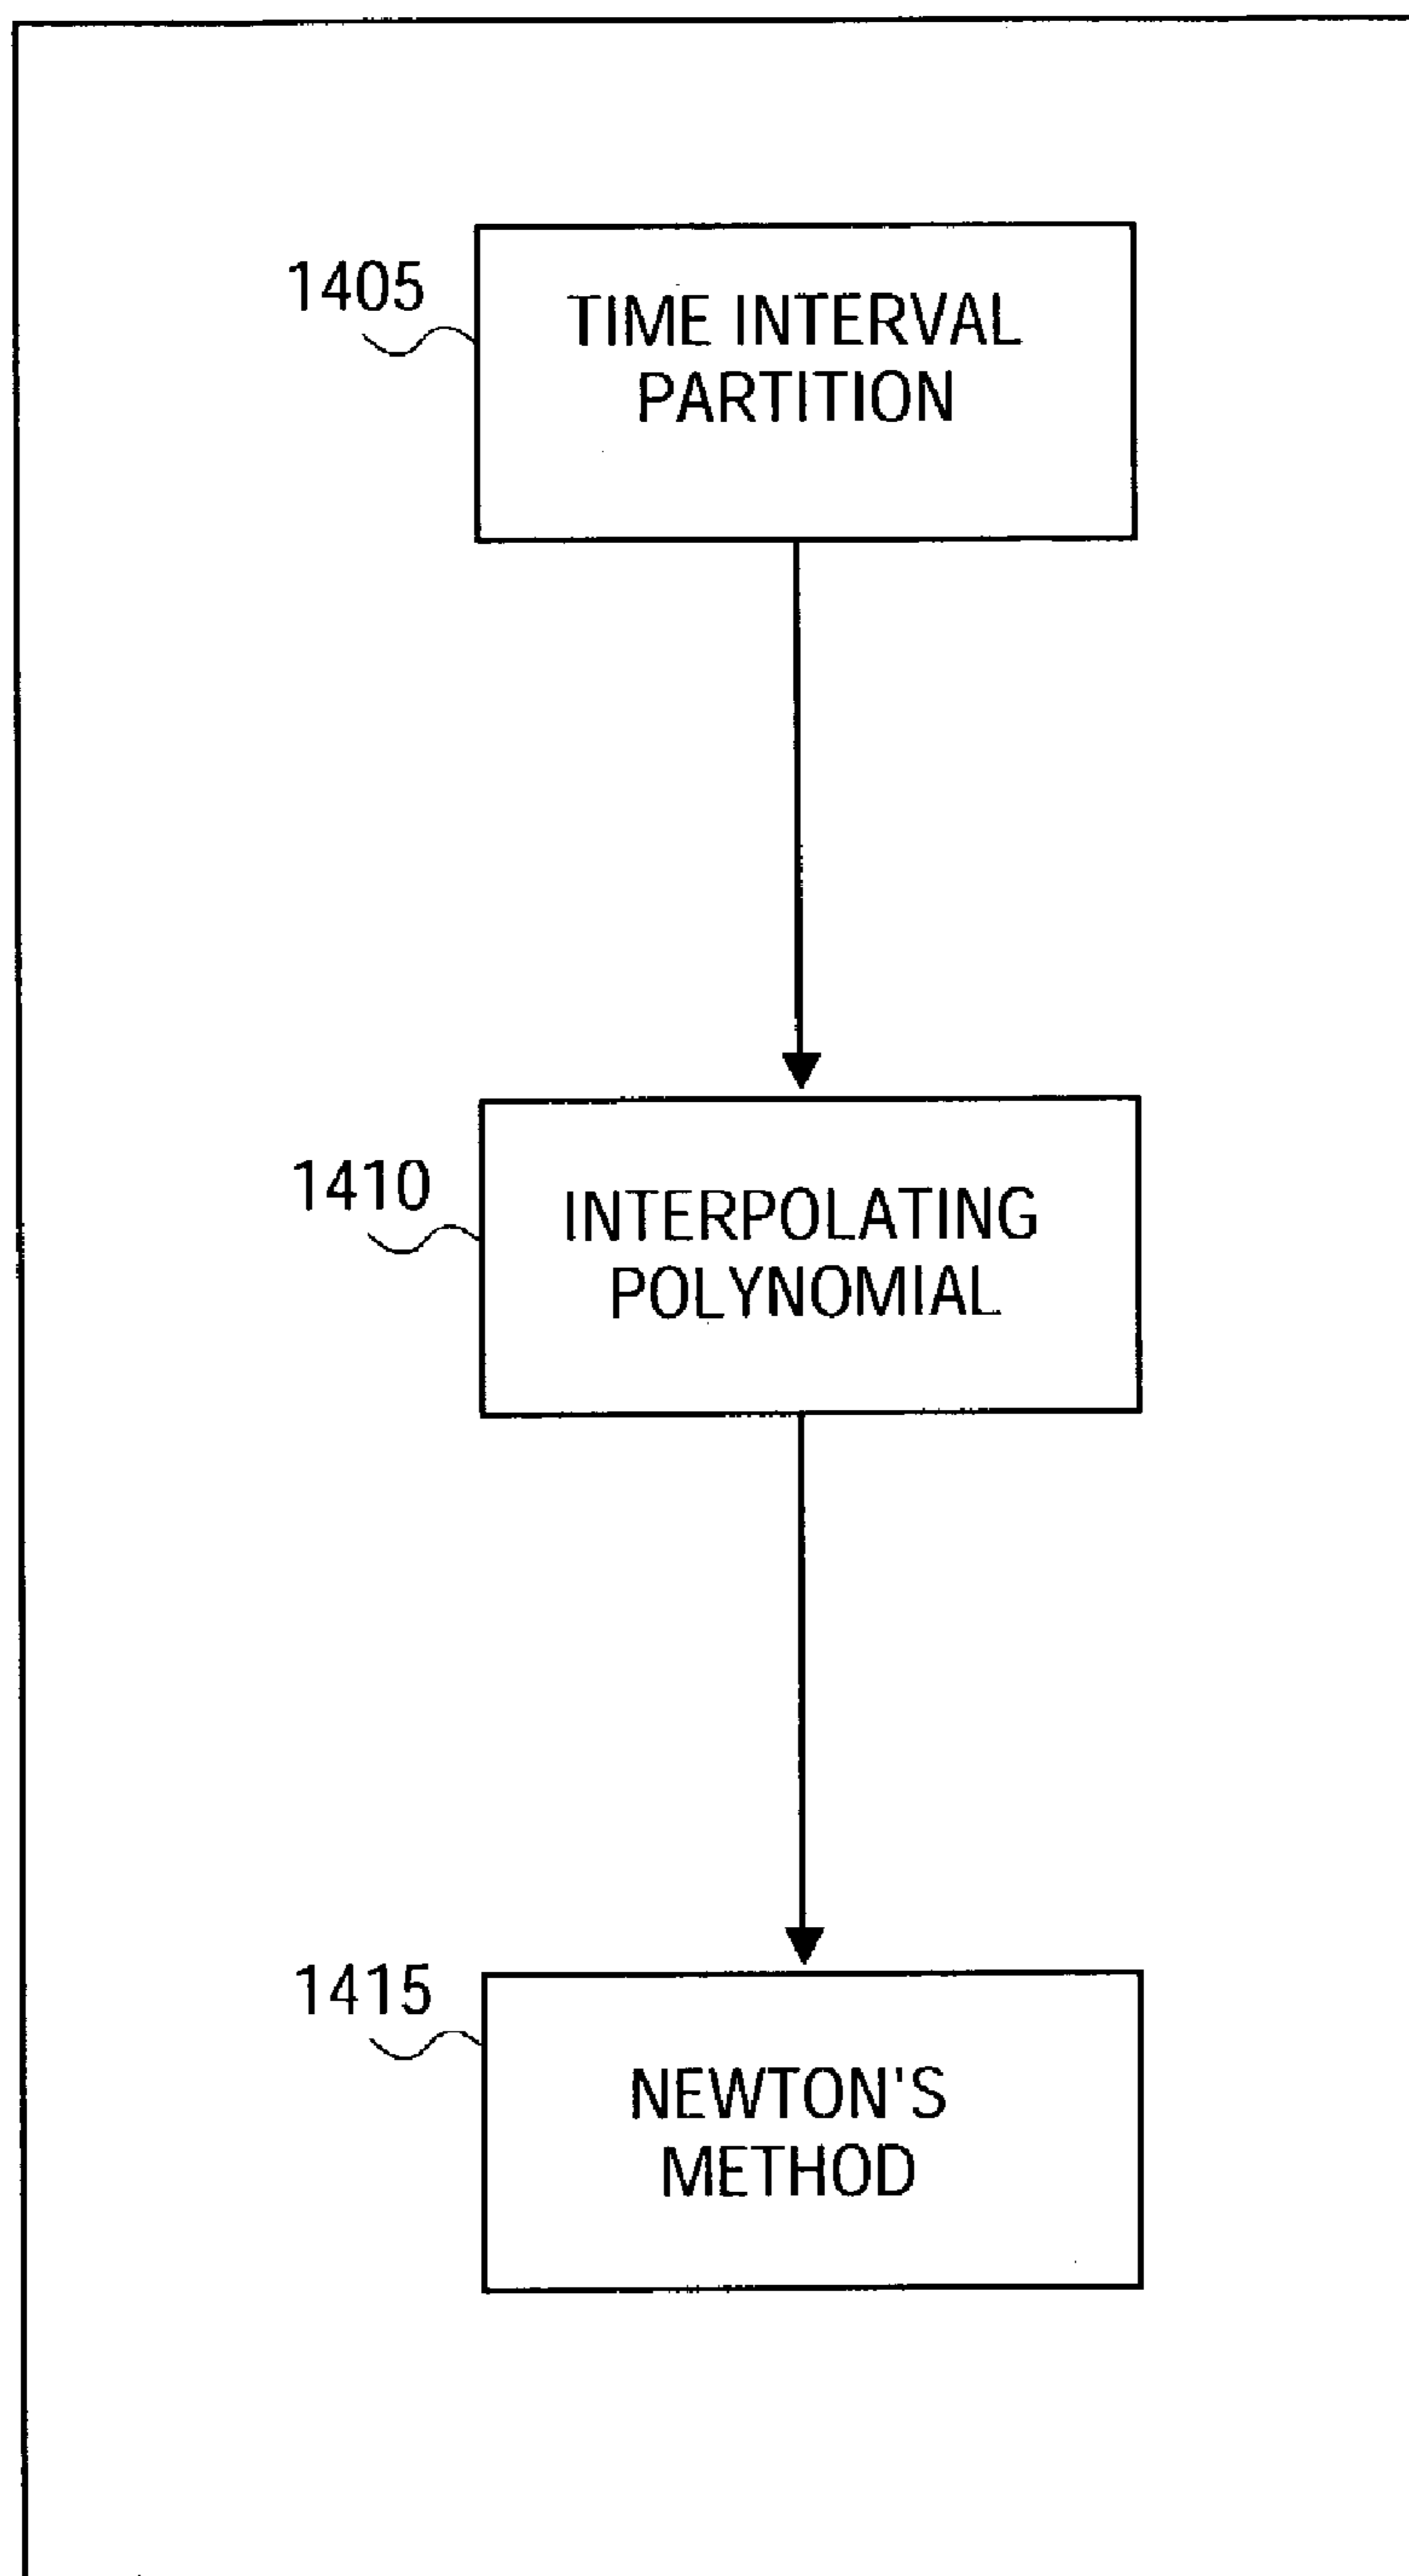 1405
TIME INTERVAL
PARTITION
1410
INTERPOLATING
POLYNOMIAL
1415
NEWTON'S
METHOD